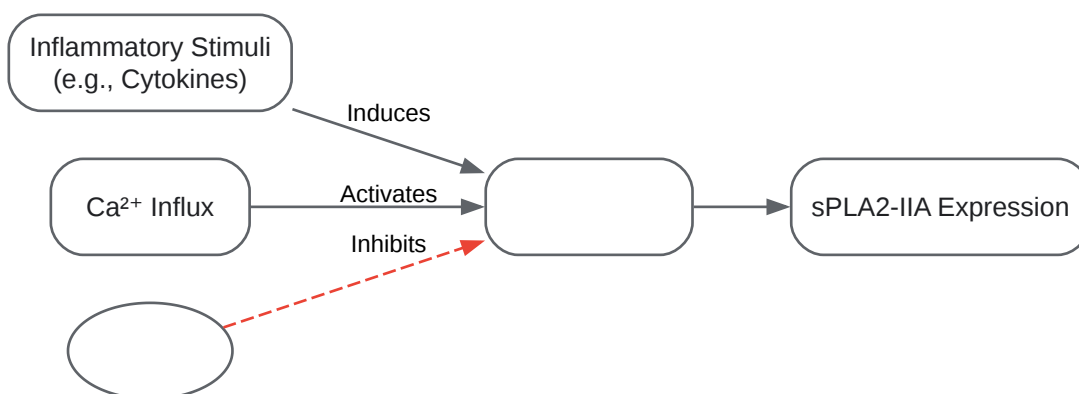 Inflammatory Stimuli
(e.g., Cytokines)
Induces
Ca²⁺ Influx
Activates
sPLA2-IIA Expression
Inhibits